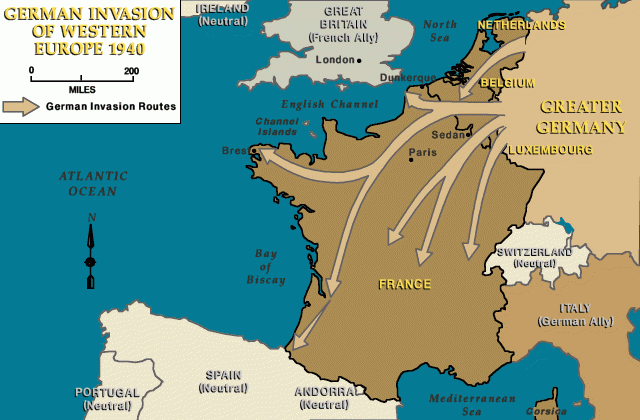 GERMAN INVASION
OF WESTERN
EUROPE 1940
0 200
MILES
German Invasion Routes
IRELAND
(Neutral)
GREAT
BRITAIN
(French Ally)
London
North
Sea
NETHERLANDS
Dunkerque
BELGIUM
English Channel
Channel
Islands
GREATER
GERMANY
Sedan
Brest
Paris
LUXEMBOURG
ATLANTIC
OCEAN
N
Bay
of
Biscay
SWITZERLAND
(Neutral)
FRANCE
ITALY
(German Ally)
SPAIN
(Neutral)
PORTUGAL
(Neutral)
ANDORRA
(Neutral)
Mediterranean
Sea
Corsica